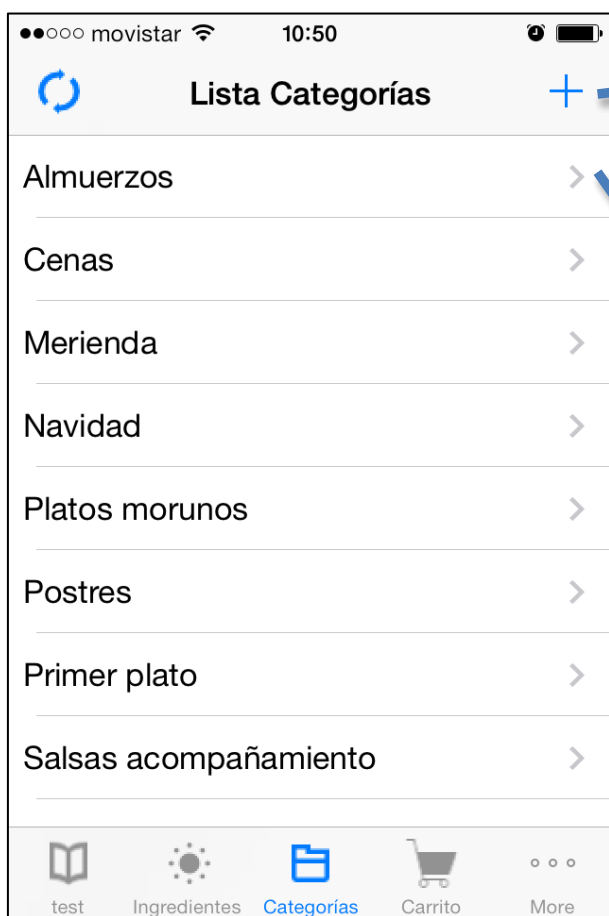 movistar 10:50
Lista Categorías
Almuerzos
Cenas
Merienda
Navidad
Platos morunos
Postres
Primer plato
Salsas acompañamiento
test Ingredientes Categorías Carrito More